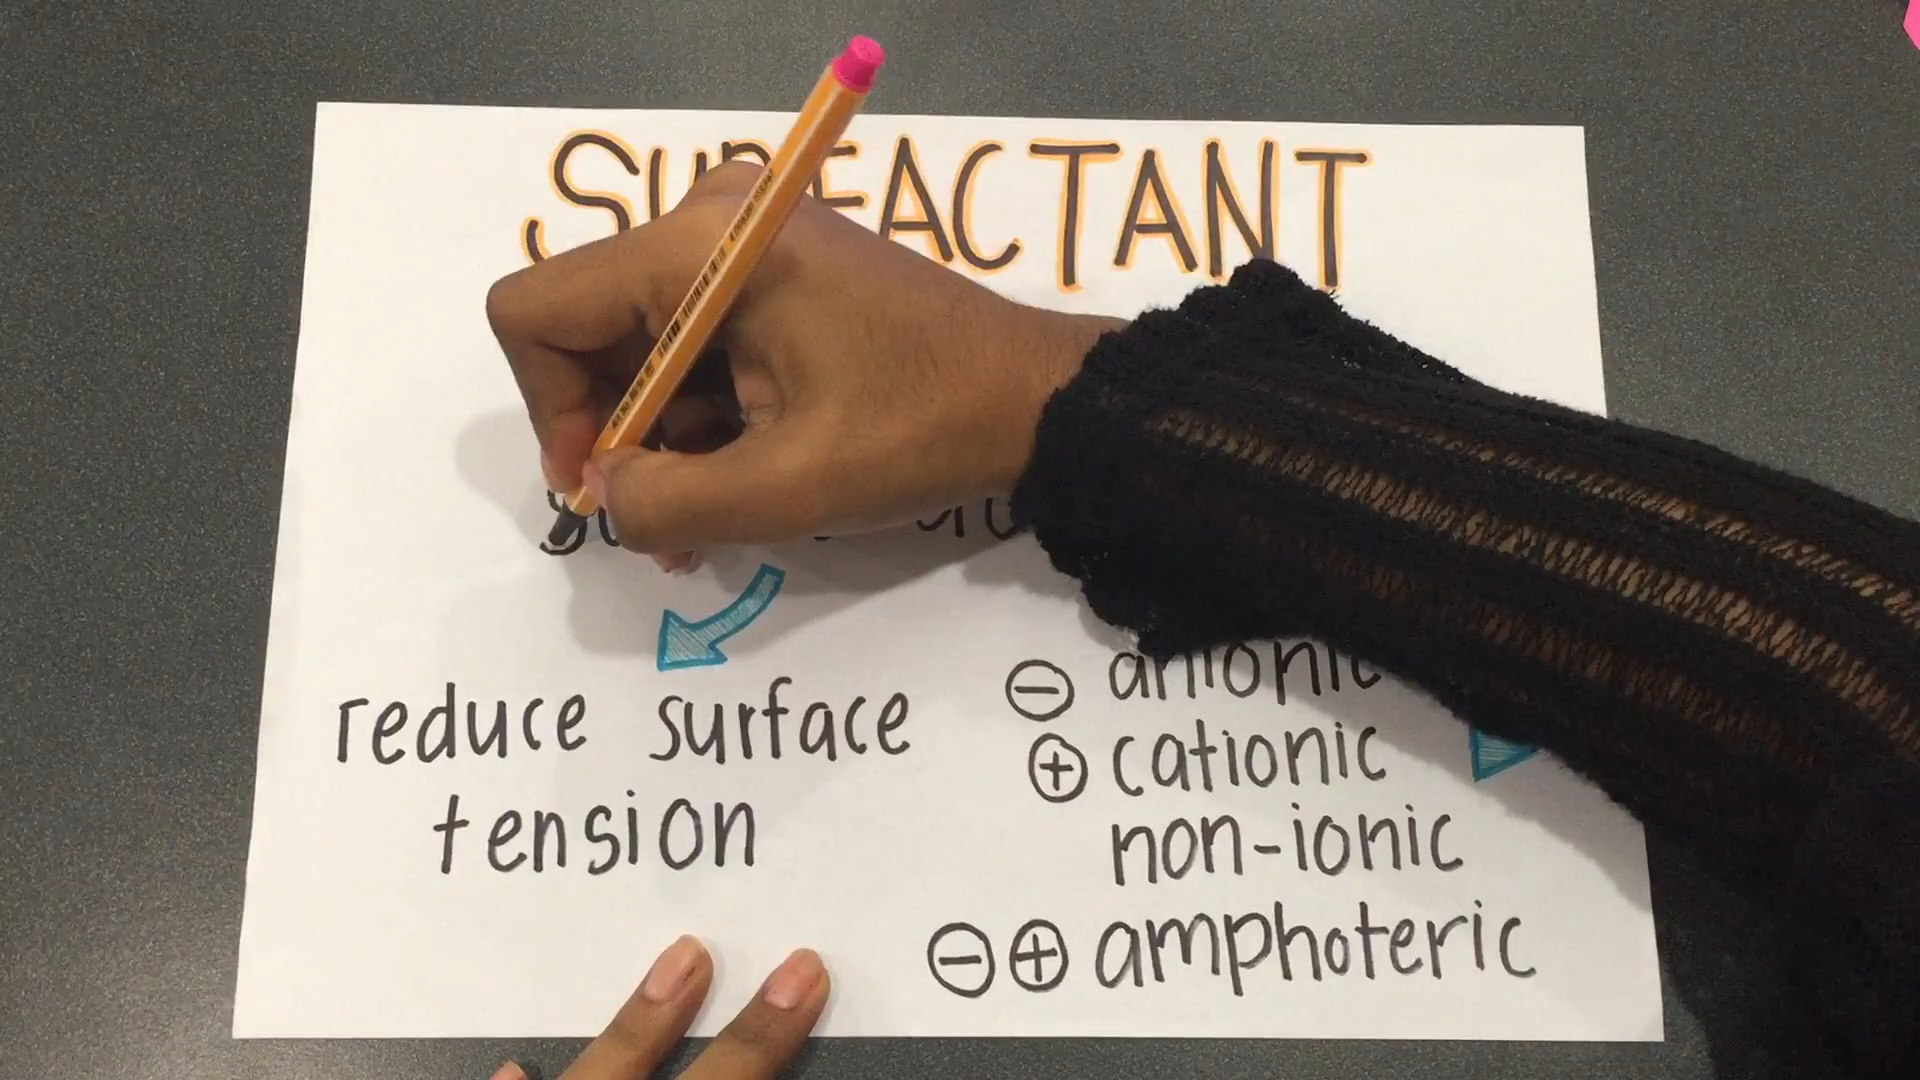 SURFACTANT
reduce surface
tension
⊖ anionic
⊕ cationic
non-ionic
⊖⊕ amphoteric